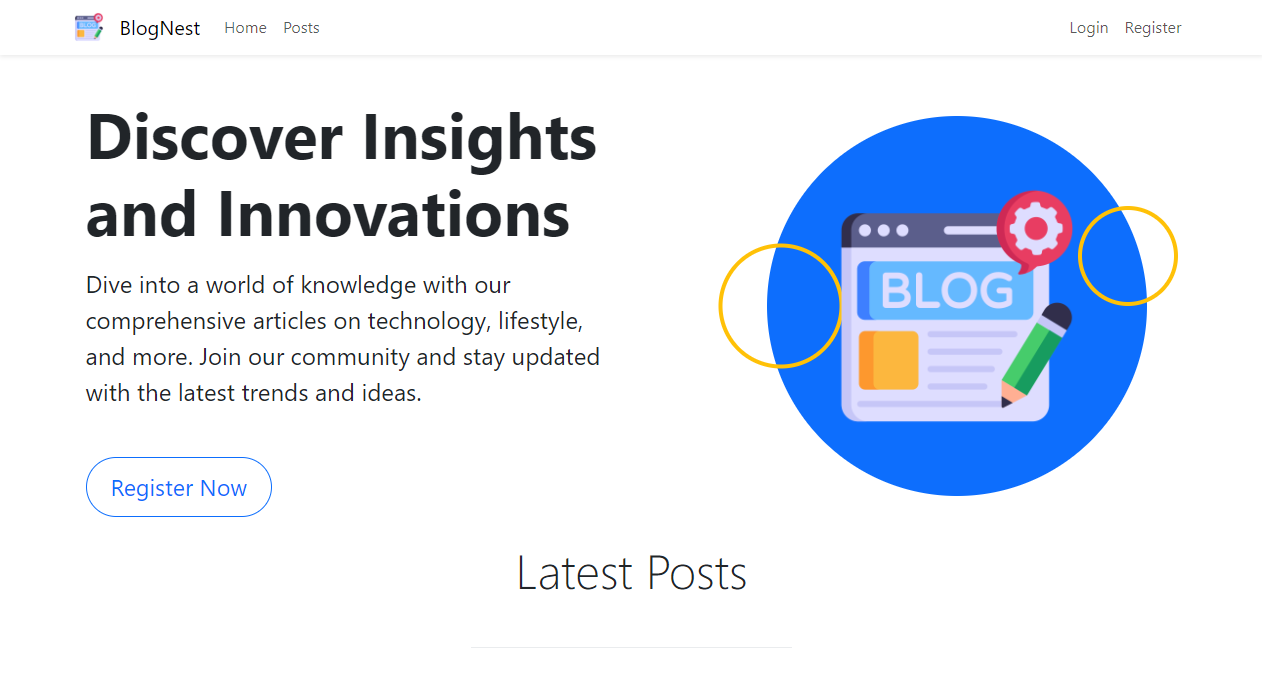 BLOG
BlogNest Home Posts Login Register
Discover Insights
and Innovations
Dive into a world of knowledge with our
comprehensive articles on technology, lifestyle,
and more. Join our community and stay updated
with the latest trends and ideas.
Register Now
BLOG
Latest Posts